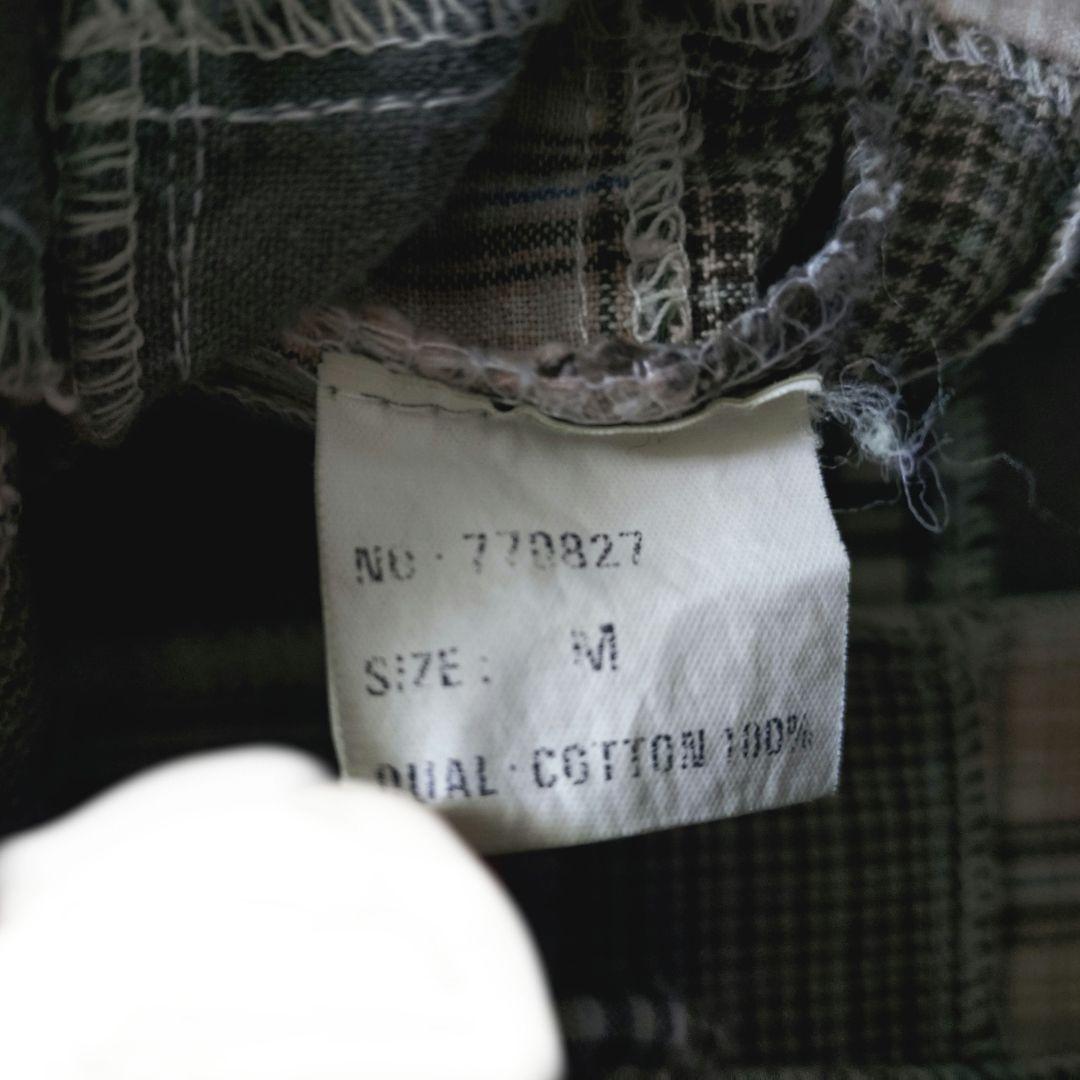 NO · 770827
SIZE : M
QUAL · COTTON 100%